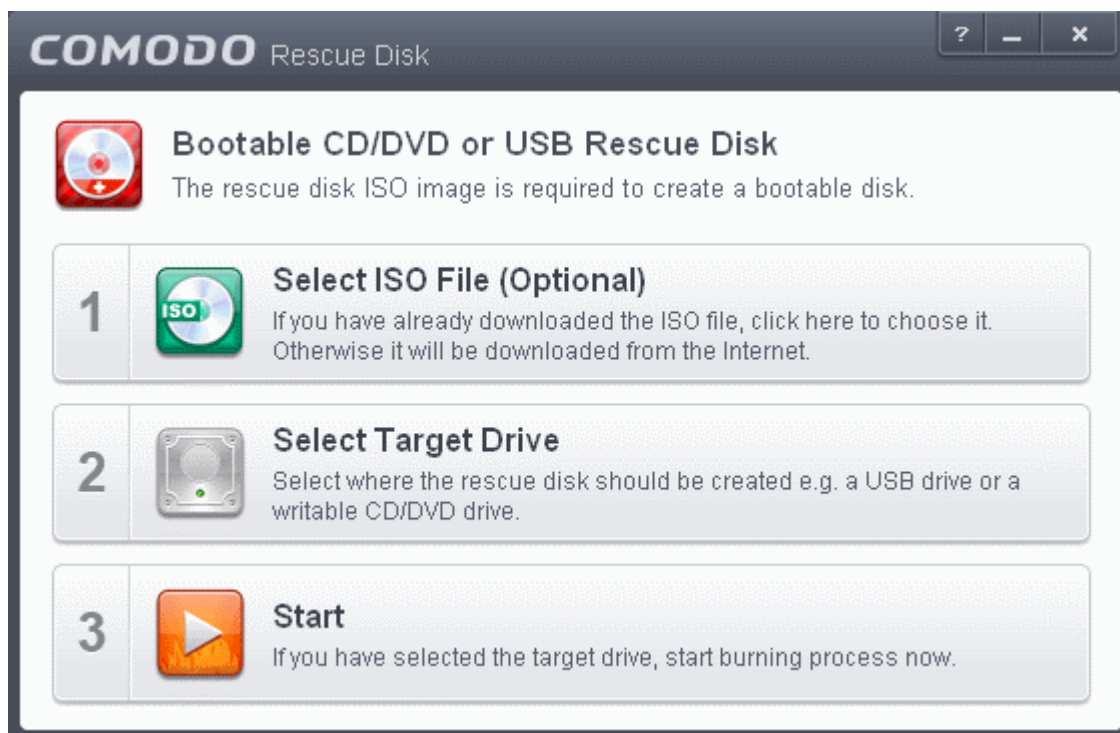 COMODO Rescue Disk
? _ x
Bootable CD/DVD or USB Rescue Disk
The rescue disk ISO image is required to create a bootable disk.
1
ISO
Select ISO File (Optional)
If you have already downloaded the ISO file, click here to choose it.
Otherwise it will be downloaded from the Internet.
2
Select Target Drive
Select where the rescue disk should be created e.g. a USB drive or a
writable CD/DVD drive.
3
Start
If you have selected the target drive, start burning process now.